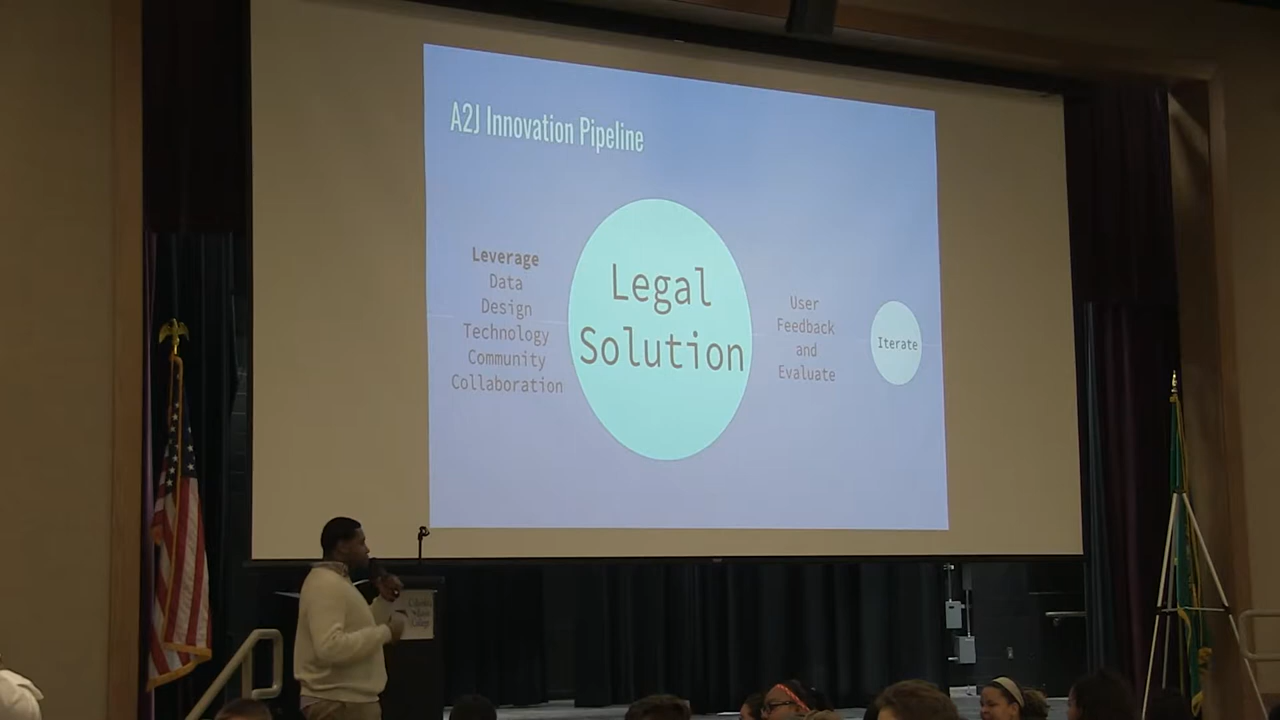 A2J Innovation Pipeline
Leverage
Data
Design
Technology
Community
Collaboration
Legal
Solution
User
Feedback
and
Evaluate
Iterate